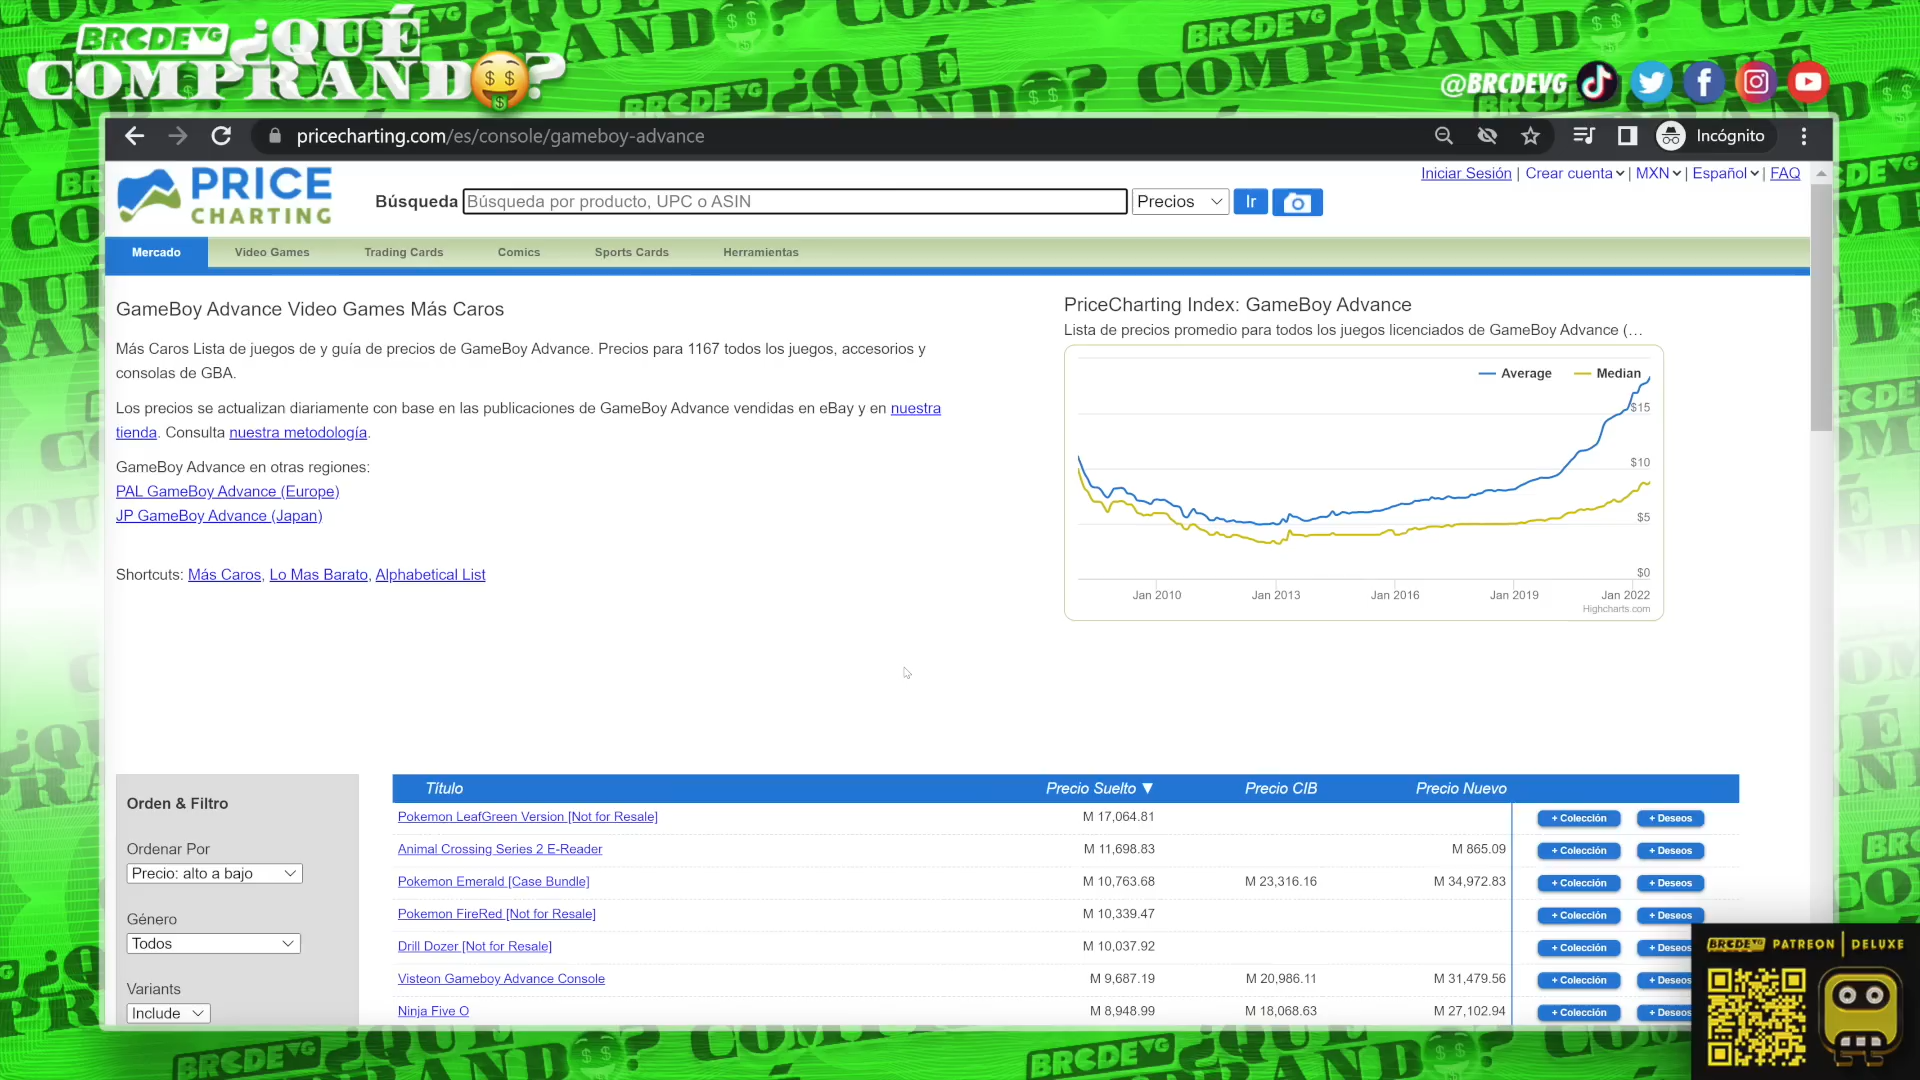 BRCDEVG ¿QUÉ
COMPRANDO?
@BRCDEVG
pricecharting.com/es/console/gameboy-advance
Incógnito
PRICE
CHARTING
Búsqueda
Búsqueda por producto, UPC o ASIN
Precios
Ir
Iniciar Sesión | Crear cuenta | MXN | Español | FAQ
Mercado
Video Games
Trading Cards
Comics
Sports Cards
Herramientas
GameBoy Advance Video Games Más Caros
Más Caros Lista de juegos de y guía de precios de GameBoy Advance. Precios para 1167 todos los juegos, accesorios y
consolas de GBA.
Los precios se actualizan diariamente con base en las publicaciones de GameBoy Advance vendidas en eBay y en nuestra
tienda. Consulta nuestra metodología.
GameBoy Advance en otras regiones:
PAL GameBoy Advance (Europe)
JP GameBoy Advance (Japan)
Shortcuts: Más Caros, Lo Mas Barato, Alphabetical List
PriceCharting Index: GameBoy Advance
Lista de precios promedio para todos los juegos licenciados de GameBoy Advance (…
Average
Median
$15
$10
$5
$0
Jan 2010
Jan 2013
Jan 2016
Jan 2019
Jan 2022
Highcharts.com
Orden & Filtro
Ordenar Por
Precio: alto a bajo
Género
Todos
Variants
Include
Título Precio Suelto ▼ Precio CIB Precio Nuevo
Pokemon LeafGreen Version [Not for Resale] M 17,064.81 + Colección + Deseos
Animal Crossing Series 2 E-Reader M 11,698.83 M 865.09 + Colección + Deseos
Pokemon Emerald [Case Bundle] M 10,763.68 M 23,316.16 M 34,972.83 + Colección + Deseos
Pokemon FireRed [Not for Resale] M 10,339.47 + Colección + Deseos
Drill Dozer [Not for Resale] M 10,037.92 + Colección + Deseos
Visteon Gameboy Advance Console M 9,687.19 M 20,986.11 M 31,479.56 + Colección + Deseos
Ninja Five O M 8,948.99 M 18,068.63 M 27,102.94 + Colección + Deseos
BRCDEVG PATREON | DELUXE